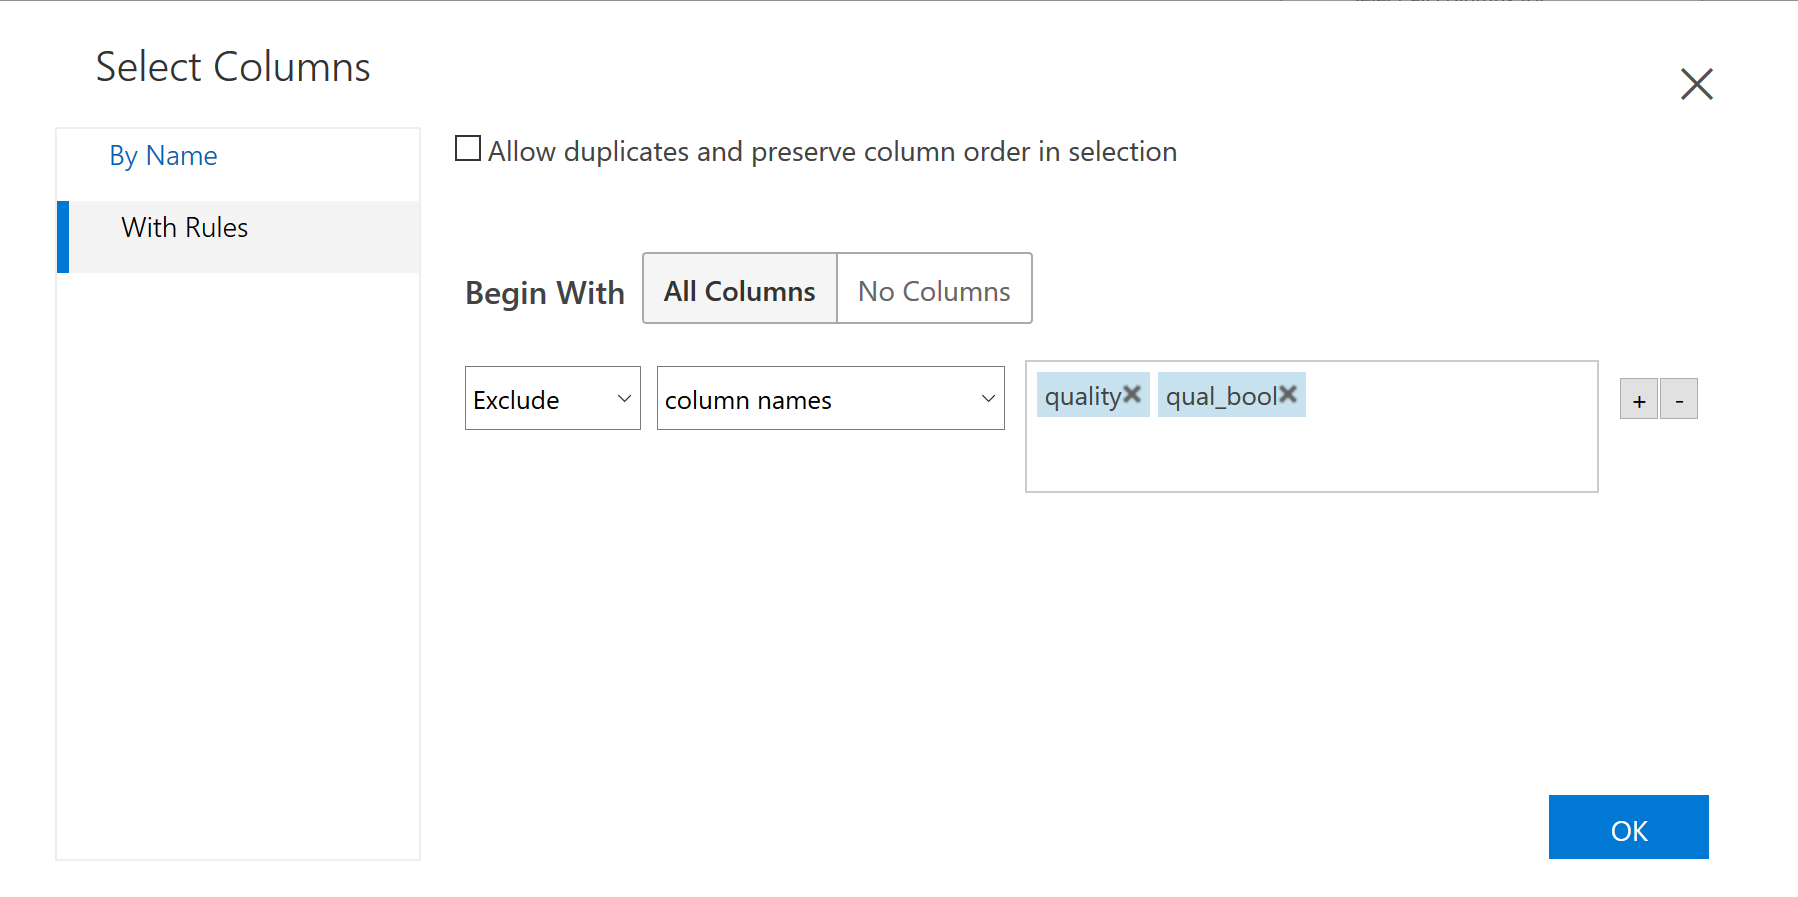 Select Columns
By Name
With Rules
Allow duplicates and preserve column order in selection
Begin With All Columns No Columns
Exclude column names quality qual_bool + -
OK